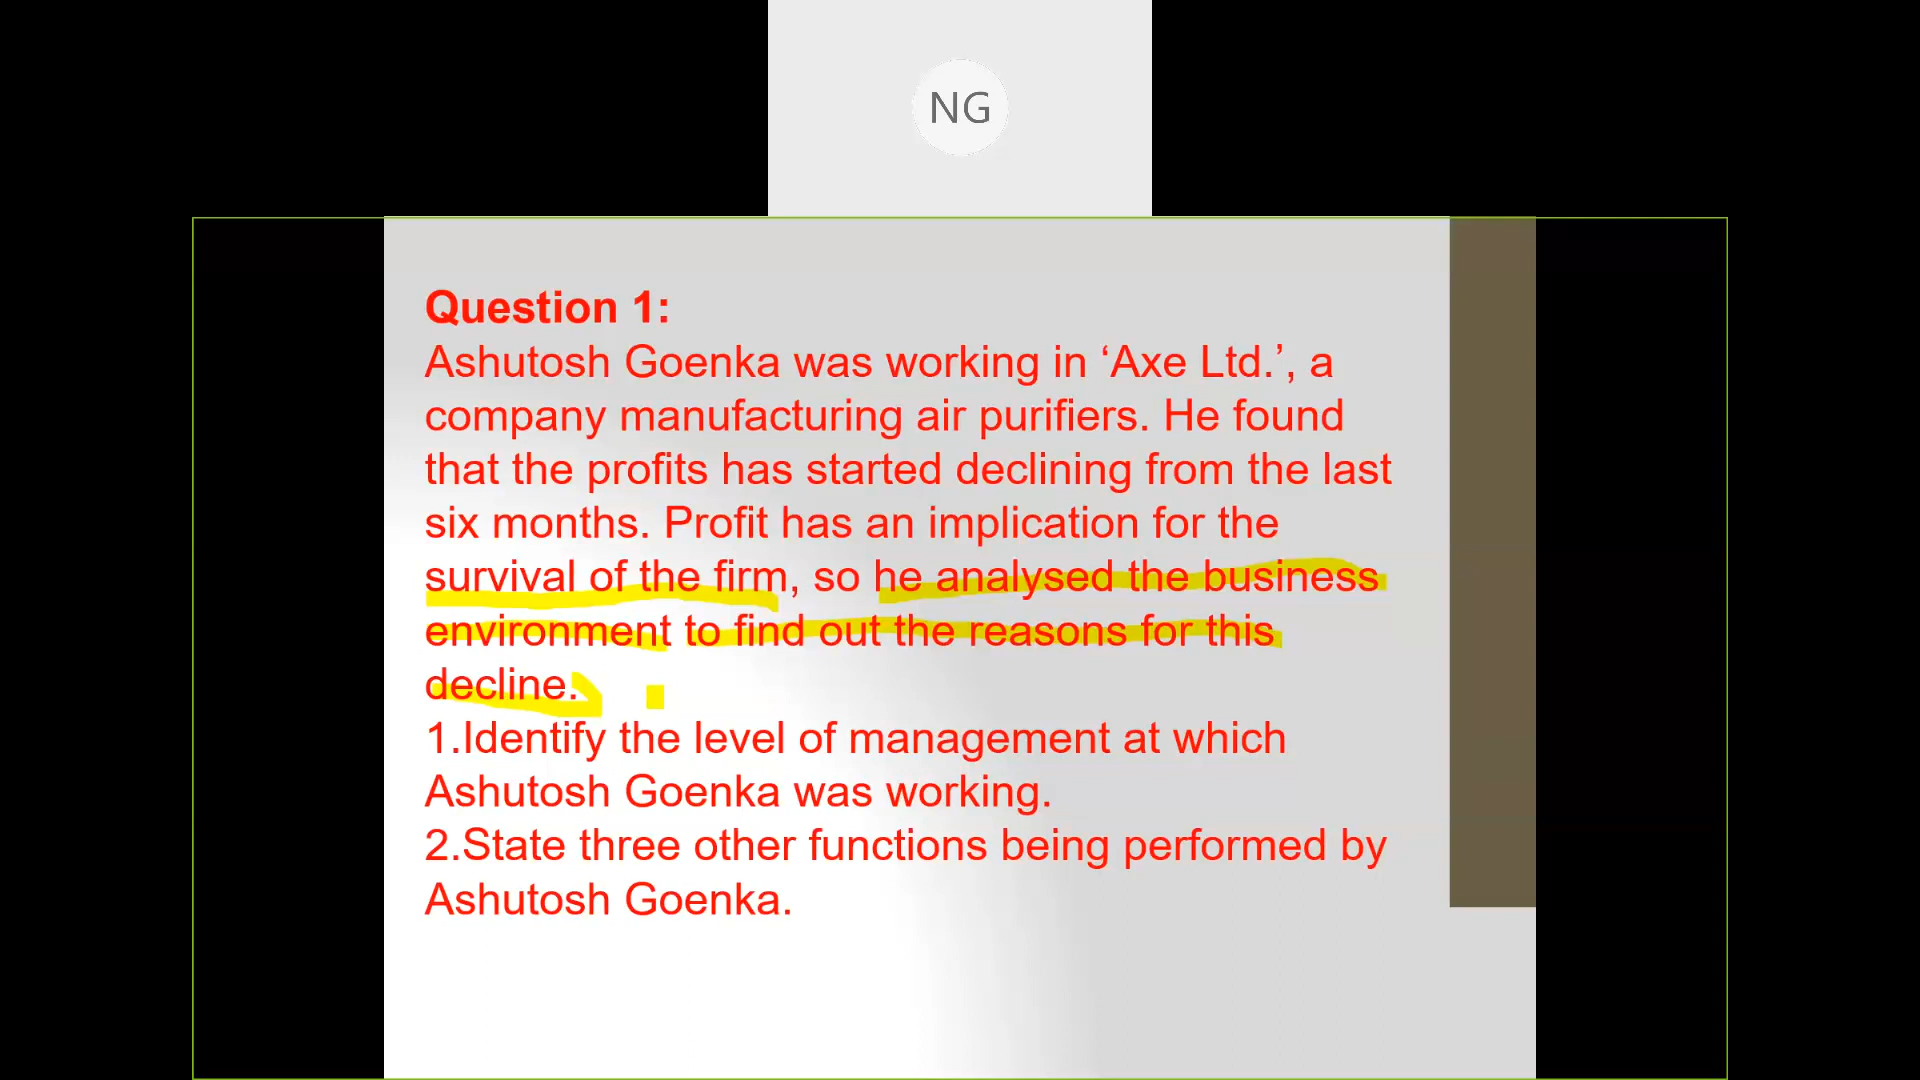 NG
Question 1:
Ashutosh Goenka was working in ‘Axe Ltd.’, a
company manufacturing air purifiers. He found
that the profits has started declining from the last
six months. Profit has an implication for the
survival of the firm, so he analysed the business
environment to find out the reasons for this
decline.
1.Identify the level of management at which
Ashutosh Goenka was working.
2.State three other functions being performed by
Ashutosh Goenka.